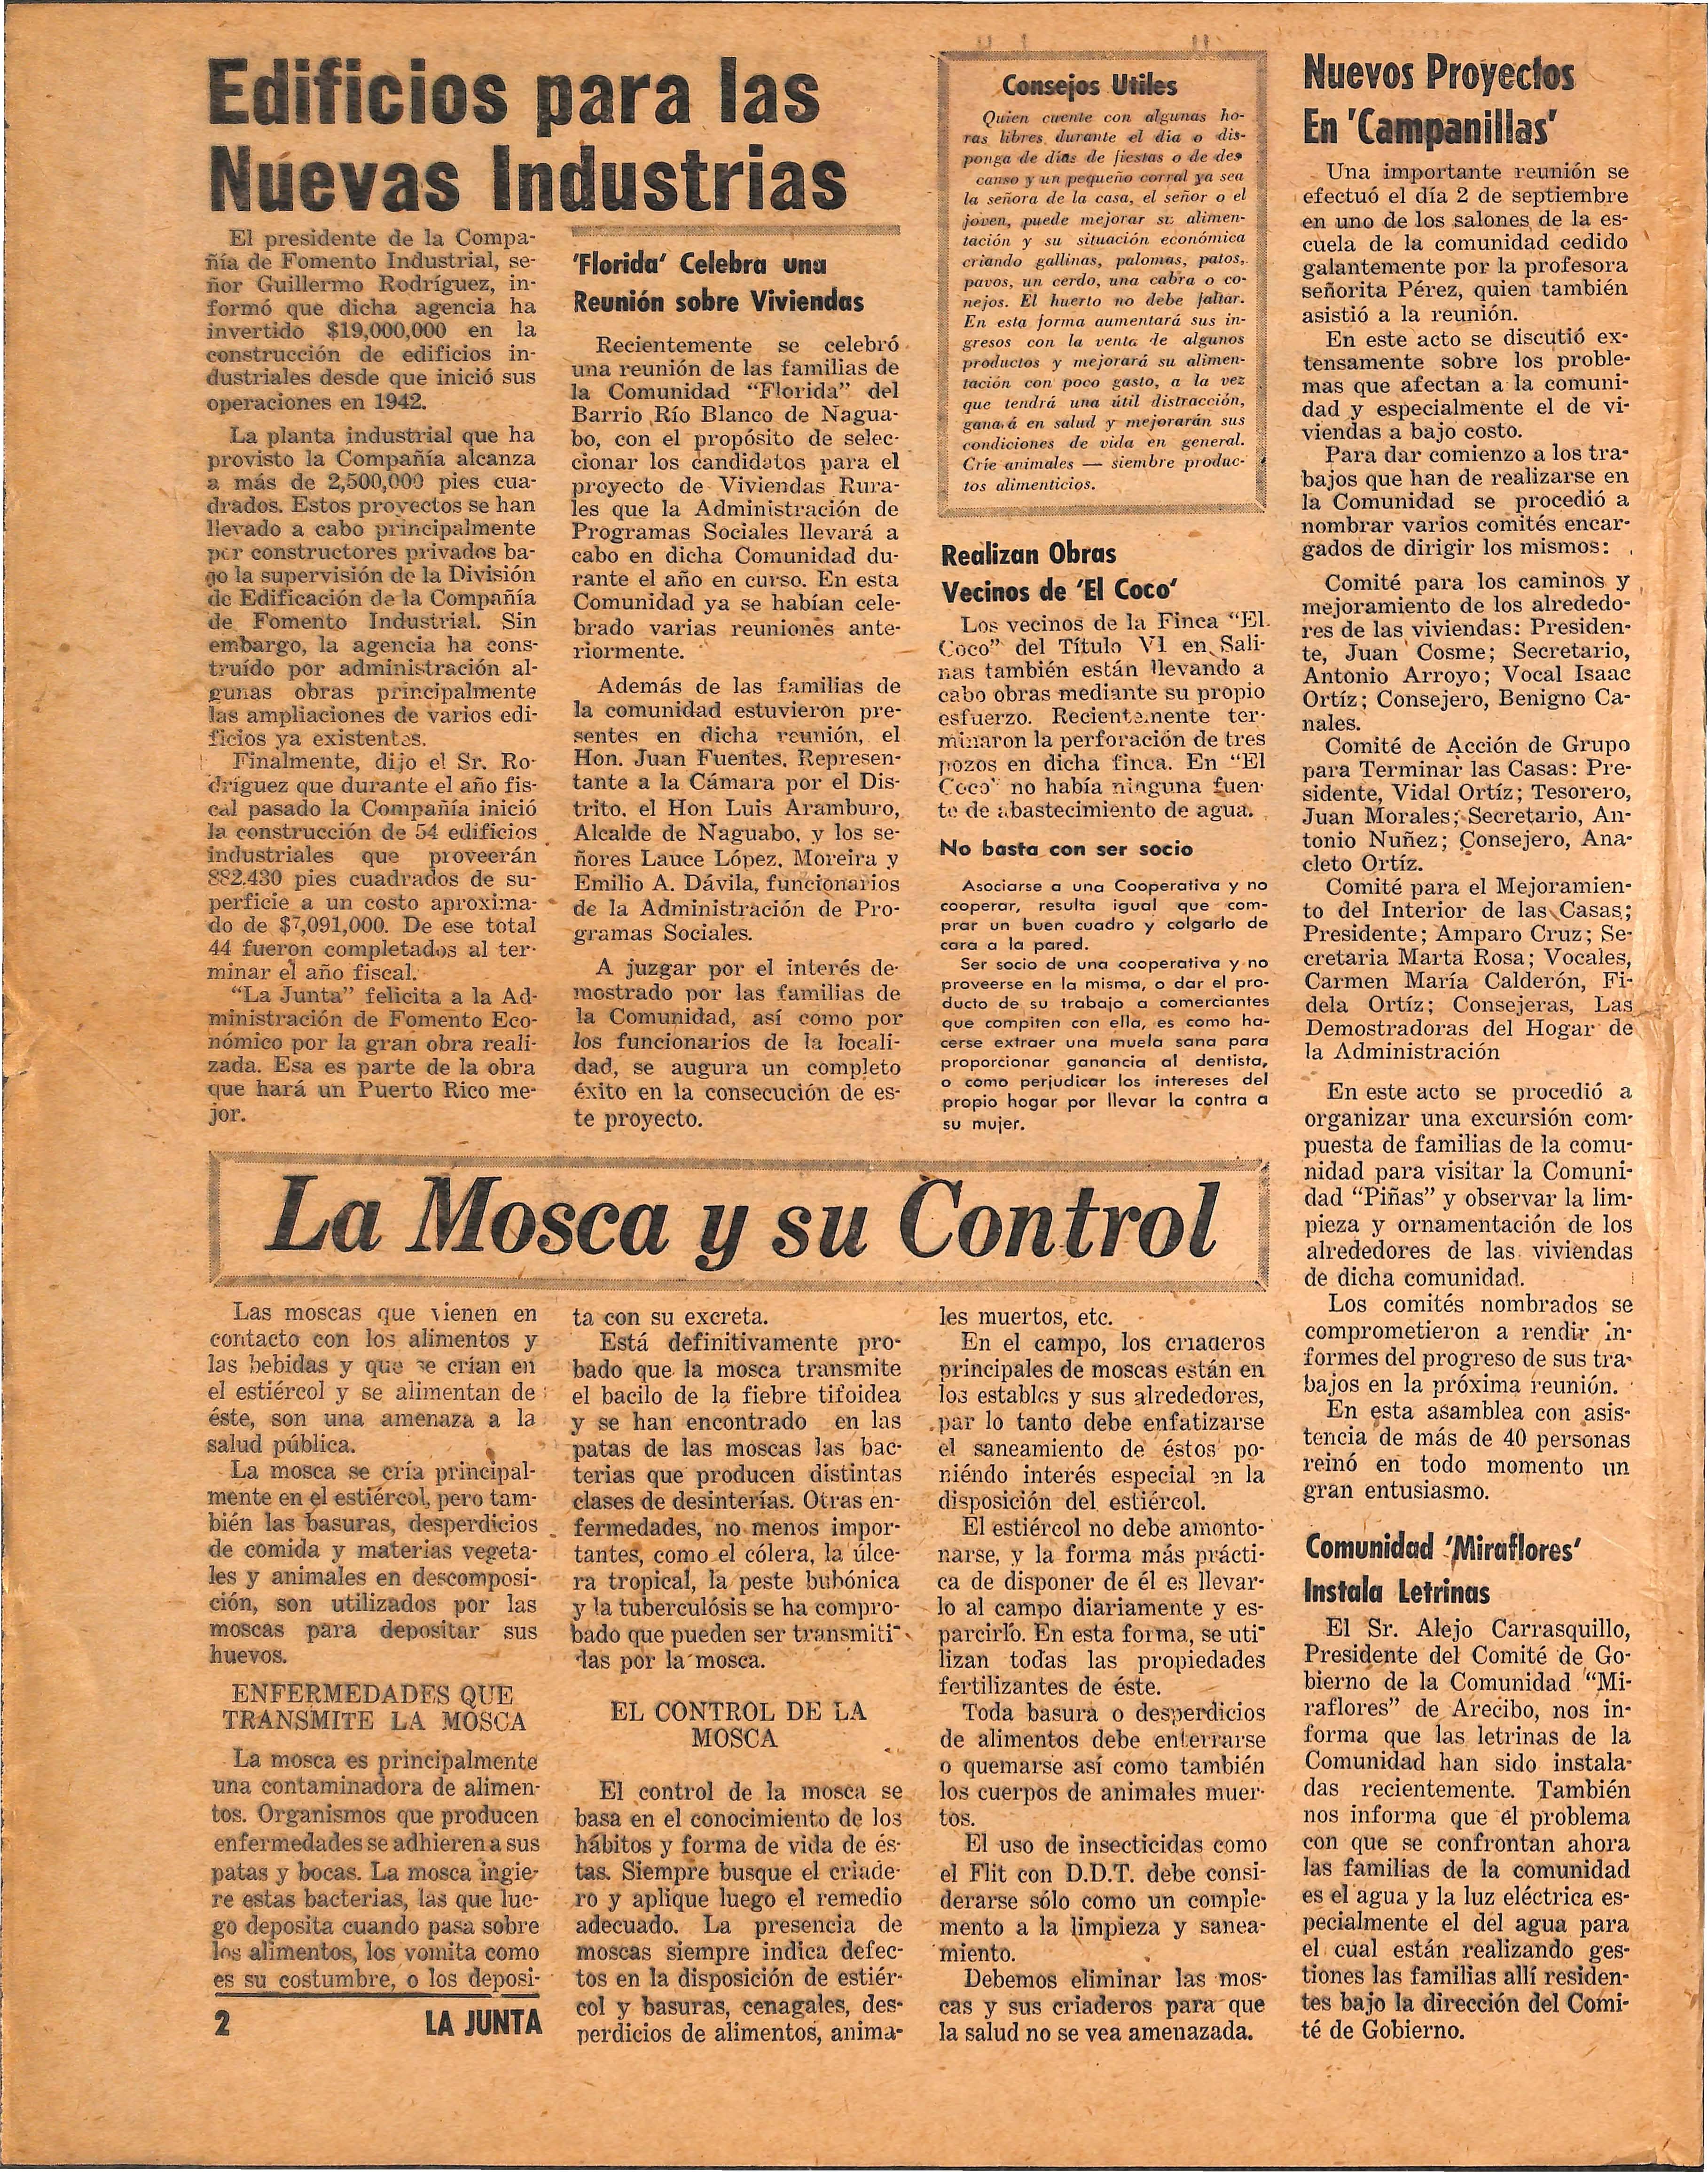 Edificios para las
Nuevas Industrias
El presidente de la Compa-
ñía de Fomento Industrial, se-
ñor Guillermo Rodríguez, in-
formó que dicha agencia ha
invertido $19,000,000 en la
construcción de edificios in-
dustriales desde que inició sus
operaciones en 1942.
La planta industrial que ha
provisto la Compañía alcanza
a más de 2,500,000 pies cua-
drados. Estos proyectos se han
llevado a cabo principalmente
por constructores privados ba-
jo la supervisión de la División
de Edificación de la Compañía
de Fomento Industrial. Sin
embargo, la agencia ha cons-
truído por administración al-
gunas obras principalmente
las ampliaciones de varios edi-
ficios ya existentes.
Finalmente, dijo el Sr. Ro-
dríguez que durante el año fis-
cal pasado la Compañía inició
la construcción de 54 edificios
industriales que proveerán
882.430 pies cuadrados de su-
perficie a un costo aproxima-
do de $7,091,000. De ese total
44 fueron completados al ter-
minar el año fiscal.
"La Junta" felicita a la Ad-
ministración de Fomento Eco-
nómico por la gran obra reali-
zada. Esa es parte de la obra
que hará un Puerto Rico me-
jor.
'Florida' Celebra una
Reunión sobre Viviendas
Recientemente se celebró
una reunión de las familias de
la Comunidad "Florida" del
Barrio Río Blanco de Nagua-
bo, con el propósito de selec-
cionar los candidatos para el
proyecto de Viviendas Rura-
les que la Administración de
Programas Sociales llevará a
cabo en dicha Comunidad du-
rante el año en curso. En esta
Comunidad ya se habían cele-
brado varias reuniones ante-
riormente.
Además de las familias de
la comunidad estuvieron pre-
sentes en dicha reunión, el
Hon. Juan Fuentes, Represen-
tante a la Cámara por el Dis-
trito, el Hon Luis Aramburo,
Alcalde de Naguabo, y los se-
ñores Lauce López, Moreira y
Emilio A. Dávila, funcionarios
de la Administración de Pro-
gramas Sociales.
A juzgar por el interés de-
mostrado por las familias de
la Comunidad, así como por
los funcionarios de la locali-
dad, se augura un completo
éxito en la consecución de es-
te proyecto.
Consejos Utiles
Quien cuente con algunas ho-
ras libres durante el día o dis-
ponga de días de fiestas o de des
canso y un pequeño corral ya sea
la señora de la casa, el señor o el
joven, puede mejorar su alimen-
tación y su situación económica
criando gallinas, palomas, patos,
pavos, un cerdo, una cabra o co-
nejos. El huerto no debe faltar.
En esta forma aumentará sus in-
gresos con la venta de algunos
productos y mejorará su alimen-
tación con poco gasto, a la vez
que tendrá una útil distracción,
ganará en salud y mejorarán sus
condiciones de vida en general.
Críe animales — siembre produc-
tos alimenticios.
Realizan Obras
Vecinos de 'El Coco'
Los vecinos de la Finca "El
Coco" del Título VI en Sali-
nas también están llevando a
cabo obras mediante su propio
esfuerzo. Recientemente ter-
minaron la perforación de tres
pozos en dicha finca. En "El
Coco" no había ninguna fuen-
te de abastecimiento de agua.
No basta con ser socio
Asociarse a una Cooperativa y no
cooperar, resulta igual que com-
prar un buen cuadro y colgarlo de
cara a la pared.
Ser socio de una cooperativa y no
proveerse en la misma, o dar el pro-
ducto de su trabajo a comerciantes
que compiten con ella, es como ha-
cerse extraer una muela sana para
proporcionar ganancia al dentista,
o como perjudicar los intereses del
propio hogar por llevar la contra a
su mujer.
Nuevos Proyectos
En 'Campanillas'
Una importante reunión se
efectuó el día 2 de septiembre
en uno de los salones de la es-
cuela de la comunidad cedido
galantemente por la profesora
señorita Pérez, quien también
asistió a la reunión.
En este acto se discutió ex-
tensamente sobre los proble-
mas que afectan a la comuni-
dad y especialmente el de vi-
viendas a bajo costo.
Para dar comienzo a los tra-
bajos que han de realizarse en
la Comunidad se procedió a
nombrar varios comités encar-
gados de dirigir los mismos:
Comité para los caminos y
mejoramiento de los alrededo-
res de las viviendas: Presiden-
te, Juan Cosme; Secretario,
Antonio Arroyo; Vocal Isaac
Ortíz; Consejero, Benigno Ca-
nales.
Comité de Acción de Grupo
para Terminar las Casas: Pre-
sidente, Vidal Ortíz; Tesorero,
Juan Morales; Secretario, An-
tonio Nuñez; Consejero, Ana-
cleto Ortíz.
Comité para el Mejoramien-
to del Interior de las Casas;
Presidente; Amparo Cruz; Se-
cretaria Marta Rosa; Vocales,
Carmen María Calderón, Fi-
dela Ortíz; Consejeras, Las
Demostradoras del Hogar de
la Administración
En este acto se procedió a
organizar una excursión com-
puesta de familias de la comu-
nidad para visitar la Comuni-
dad "Piñas" y observar la lim-
pieza y ornamentación de los
alrededores de las viviendas
de dicha comunidad.
Los comités nombrados se
comprometieron a rendir in-
formes del progreso de sus tra-
bajos en la próxima reunión.
En esta asamblea con asis-
tencia de más de 40 personas
reinó en todo momento un
gran entusiasmo.
Comunidad 'Miraflores'
Instala Letrinas
El Sr. Alejo Carrasquillo,
Presidente del Comité de Go-
bierno de la Comunidad "Mi-
raflores" de Arecibo, nos in-
forma que las letrinas de la
Comunidad han sido instala-
das recientemente. También
nos informa que el problema
con que se confrontan ahora
las familias de la comunidad
es el agua y la luz eléctrica es-
pecialmente el del agua para
el cual están realizando ges-
tiones las familias allí residen-
tes bajo la dirección del Comi-
té de Gobierno.
La Mosca y su Control
Las moscas que vienen en
contacto con los alimentos y
las bebidas y que se crían en
el estiércol y se alimentan de
éste, son una amenaza a la
salud pública.
La mosca se cría principal-
mente en el estiércol, pero tam-
bién las basuras, desperdicios
de comida y materias vegeta-
les y animales en descomposi-
ción, son utilizados por las
moscas para depositar sus
huevos.
ENFERMEDADES QUE
TRANSMITE LA MOSCA
La mosca es principalmente
una contaminadora de alimen-
tos. Organismos que producen
enfermedades se adhieren a sus
patas y bocas. La mosca ingie-
re estas bacterias, las que lue-
go deposita cuando pasa sobre
los alimentos, los vomita como
es su costumbre, o los deposi-
ta con su excreta.
Está definitivamente pro-
bado que la mosca transmite
el bacilo de la fiebre tifoidea
y se han encontrado en las
patas de las moscas las bac-
terias que producen distintas
clases de desinterías. Otras en-
fermedades, no menos impor-
tantes, como el cólera, la úlce-
ra tropical, la peste bubónica
y la tuberculósis se ha compro-
bado que pueden ser transmiti-
das por la mosca.
EL CONTROL DE LA
MOSCA
El control de la mosca se
basa en el conocimiento de los
hábitos y forma de vida de és-
tas. Siempre busque el criade-
ro y aplique luego el remedio
adecuado. La presencia de
moscas siempre indica defec-
tos en la disposición de estiér-
col y basuras, cenagales, des-
perdicios de alimentos, anima-
les muertos, etc.
En el campo, los criaderos
principales de moscas están en
los establos y sus alrededores,
par lo tanto debe enfatizarse
el saneamiento de éstos po-
niéndo interés especial en la
disposición del estiércol.
El estiércol no debe amonto-
narse, y la forma más prácti-
ca de disponer de él es llevar-
lo al campo diariamente y es-
parcirlo. En esta forma, se uti-
lizan todas las propiedades
fertilizantes de éste.
Toda basura o desperdicios
de alimentos debe enterrarse
o quemarse así como también
los cuerpos de animales muer-
tos.
El uso de insecticidas como
el Flit con D.D.T. debe consi-
derarse sólo como un comple-
mento a la limpieza y sanea-
miento.
Debemos eliminar las mos-
cas y sus criaderos para que
la salud no se vea amenazada.
2 LA JUNTA